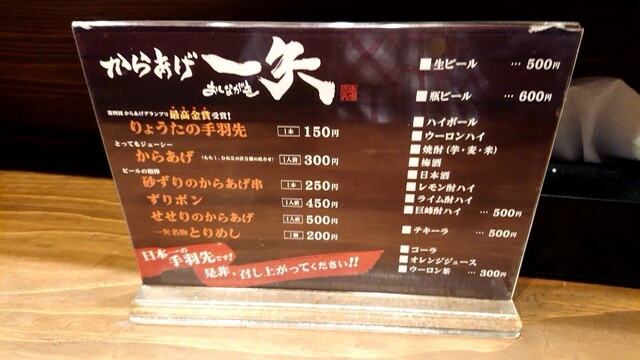 からあげ 一矢
おしながき
第四回 からあげグランプリ 最高金賞 受賞!
りょうたの手羽先 1本 150円
とってもジューシー
からあげ 1人前 300円
ビールの相棒
砂ずりのからあげ串 1本 250円
ずりポン 1人前 450円
せせりのからあげ 1人前 500円
一矢名物 とりめし 1個 200円
日本一の手羽先です!
是非・召し上がってください!!
生ビール … 500円
瓶ビール … 600円
ハイボール
ウーロンハイ
焼酎(芋・麦・米)
梅酒
日本酒
レモン酎ハイ
ライム酎ハイ
巨峰酎ハイ … 500円
テキーラ … 500円
コーラ
オレンジジュース
ウーロン茶 … 300円